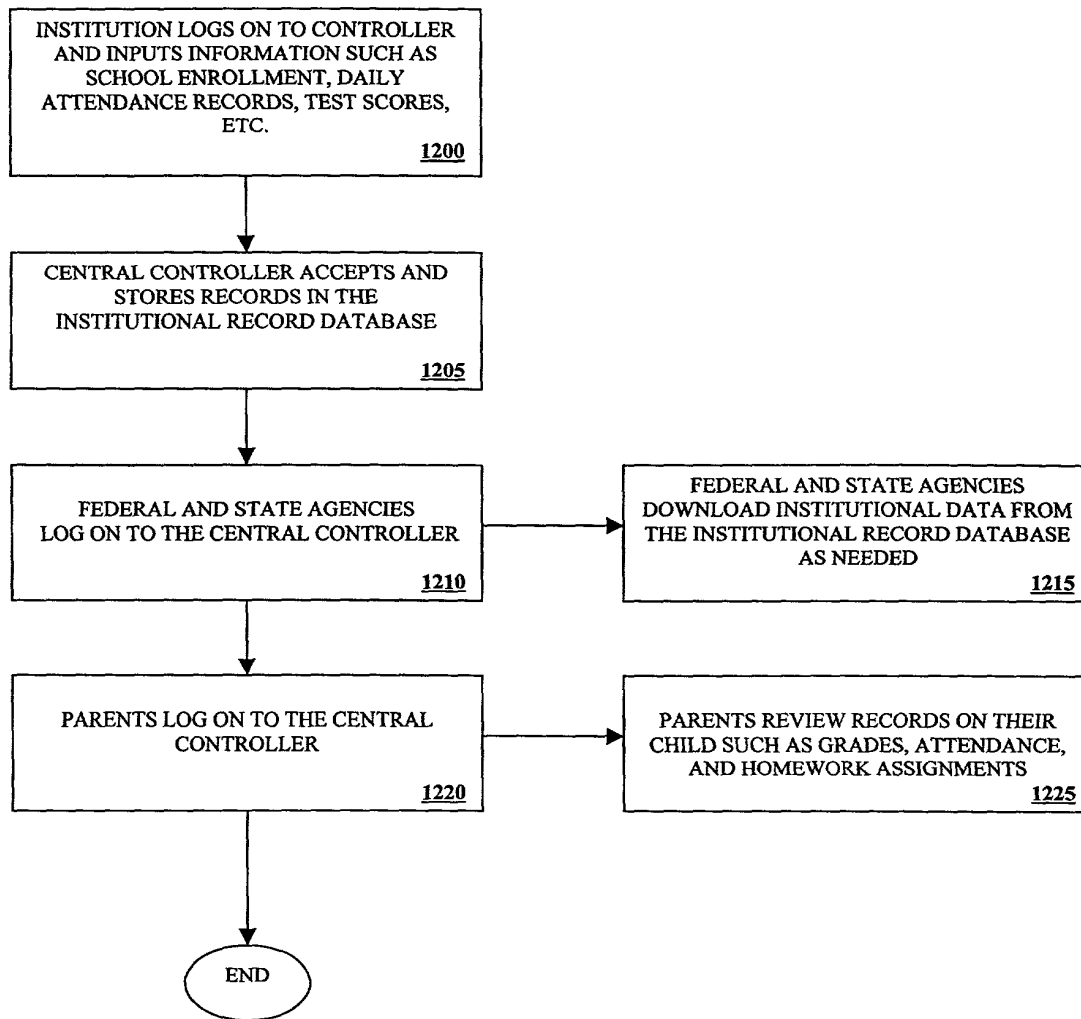 INSTITUTION LOGS ON TO CONTROLLER
AND INPUTS INFORMATION SUCH AS
SCHOOL ENROLLMENT, DAILY
ATTENDANCE RECORDS, TEST SCORES,
ETC.
1200
CENTRAL CONTROLLER ACCEPTS AND
STORES RECORDS IN THE
INSTITUTIONAL RECORD DATABASE
1205
FEDERAL AND STATE AGENCIES
LOG ON TO THE CENTRAL CONTROLLER
1210
FEDERAL AND STATE AGENCIES
DOWNLOAD INSTITUTIONAL DATA FROM
THE INSTITUTIONAL RECORD DATABASE
AS NEEDED
1215
PARENTS LOG ON TO THE CENTRAL
CONTROLLER
1220
PARENTS REVIEW RECORDS ON THEIR
CHILD SUCH AS GRADES, ATTENDANCE,
AND HOMEWORK ASSIGNMENTS
1225
END